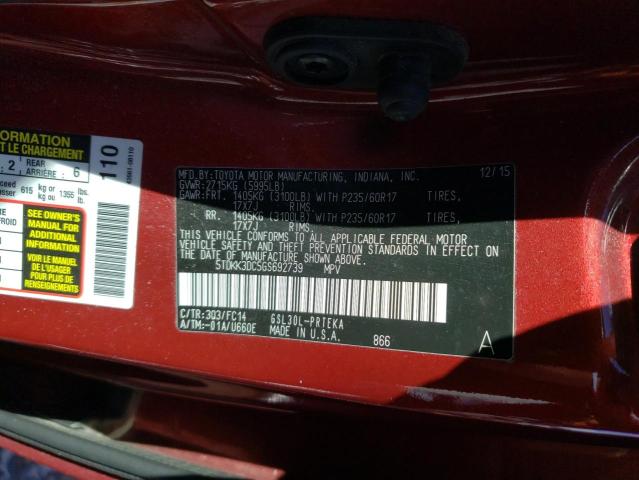 ORMATION
T LE CHARGEMENT
2 REAR ARRIÈRE 6
xceed 615 kg or kg ou 1355 lbs. lb.
SEE OWNER'S
MANUAL FOR
ADDITIONAL
INFORMATION
VOIR LE MANUEL
DE L'USAGER
POUR PLUS DE
RENSEIGNEMENTS
110
MFD.BY:TOYOTA MOTOR MANUFACTURING, INDIANA, INC. 12/15
GVWR:2715KG (5995LB)
GAWR:FRT. 1405KG (3100LB) WITH P235/60R17 TIRES,
17X7J RIMS,
RR. 1405KG (3100LB) WITH P235/60R17 TIRES,
17X7J RIMS.
THIS VEHICLE CONFORMS TO ALL APPLICABLE FEDERAL MOTOR
VEHICLE SAFETY AND THEFT PREVENTION STANDARDS IN EFFECT ON
THE DATE OF MANUFACTURE SHOWN ABOVE.
5TDKK3DC5GS692739 MPV
C/TR:3Q3/FC14 GSL30L-PRTEKA
A/TM:-01A/U660E MADE IN U.S.A. 866
A